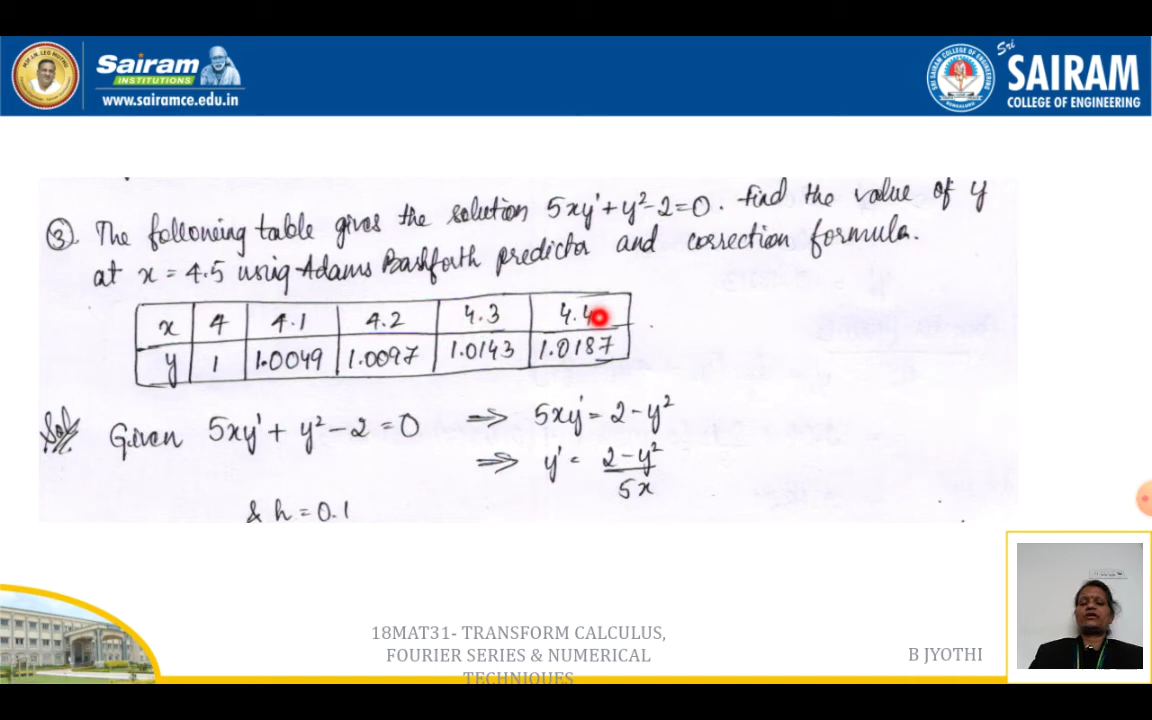 Sairam
INSTITUTIONS
www.sairamce.edu.in
Sri
SAIRAM
COLLEGE OF ENGINEERING
③. The following table gives the solution 5xy' + y² - 2 = 0. Find the value of y
at x = 4.5 using Adams Bashforth predictor and correction formula.
x 4 4.1 4.2 4.3 4.4
y 1 1.0049 1.0097 1.0143 1.0187
Sol Given 5xy' + y² - 2 = 0 ⇒ 5xy' = 2 - y²
⇒ y' = (2 - y²)/5x
& h = 0.1
18MAT31- TRANSFORM CALCULUS,
FOURIER SERIES & NUMERICAL
TECHNIQUES
B JYOTHI